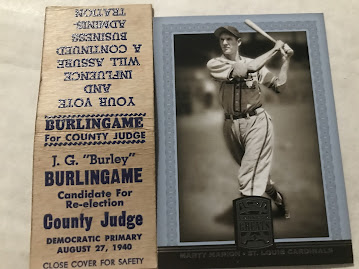 YOUR VOTE
AND
INFLUENCE
WILL ASSURE
A CONTINUED
BUSINESS
ADMINIS-
TRATION
BURLINGAME
For COUNTY JUDGE
J. G. "Burley"
BURLINGAME
Candidate For
Re-election
County Judge
DEMOCRATIC PRIMARY
AUGUST 27, 1940
CLOSE COVER FOR SAFETY
GREATS
MARTY MARION - ST. LOUIS CARDINALS